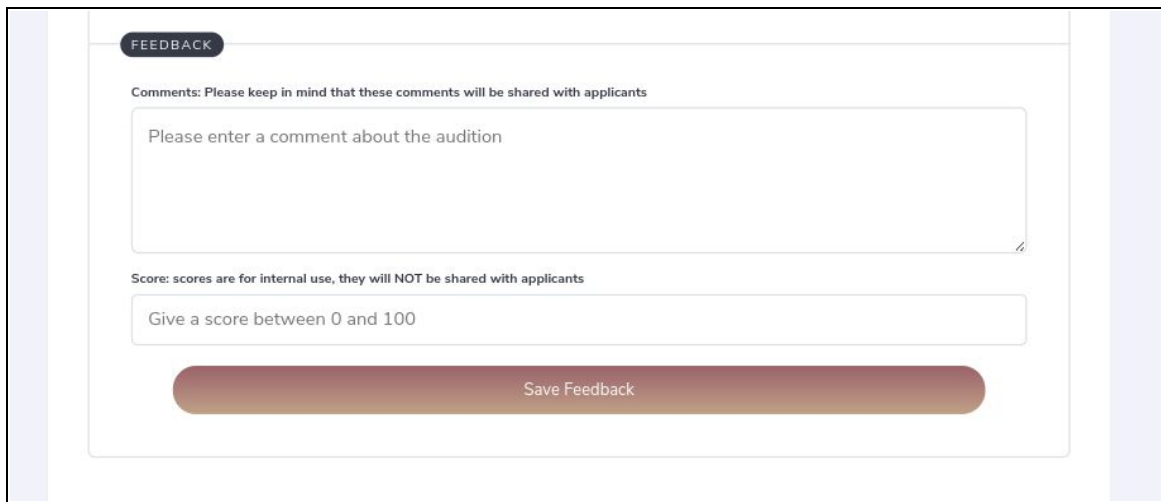 FEEDBACK
Comments: Please keep in mind that these comments will be shared with applicants
Please enter a comment about the audition
Score: scores are for internal use, they will NOT be shared with applicants
Give a score between 0 and 100
Save Feedback